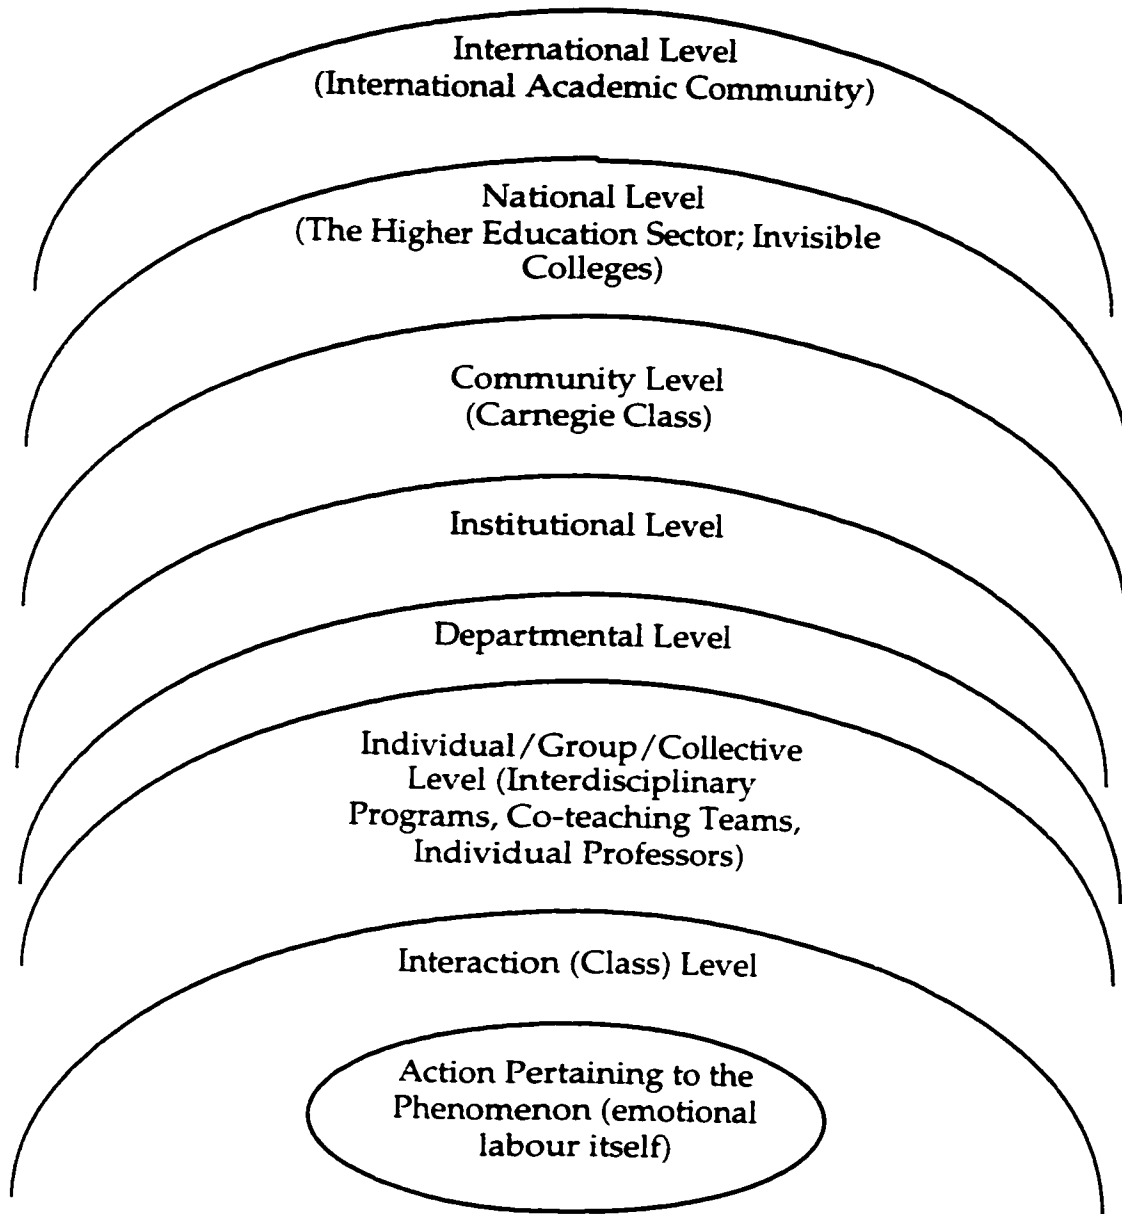 International Level
(International Academic Community)
National Level
(The Higher Education Sector; Invisible
Colleges)
Community Level
(Carnegie Class)
Institutional Level
Departmental Level
Individual/Group/Collective
Level (Interdisciplinary
Programs, Co-teaching Teams,
Individual Professors)
Interaction (Class) Level
Action Pertaining to the
Phenomenon (emotional
labour itself)